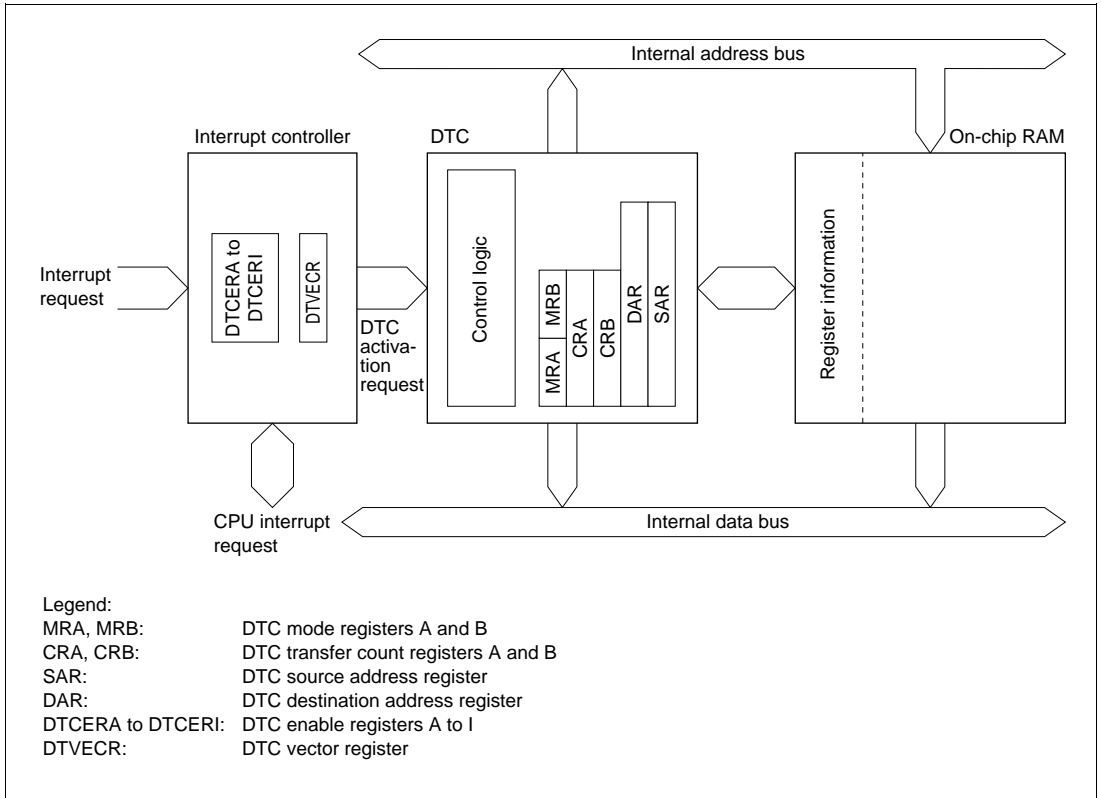 Internal address bus
Interrupt controller
DTC
On-chip RAM
Interrupt
request
DTCERA to
DTCERI
DTVECR
DTC
activa-
tion
request
Control logic
MRA
MRB
CRA
CRB
DAR
SAR
Register information
CPU interrupt
request
Internal data bus
Legend:
MRA, MRB: DTC mode registers A and B
CRA, CRB: DTC transfer count registers A and B
SAR: DTC source address register
DAR: DTC destination address register
DTCERA to DTCERI: DTC enable registers A to I
DTVECR: DTC vector register